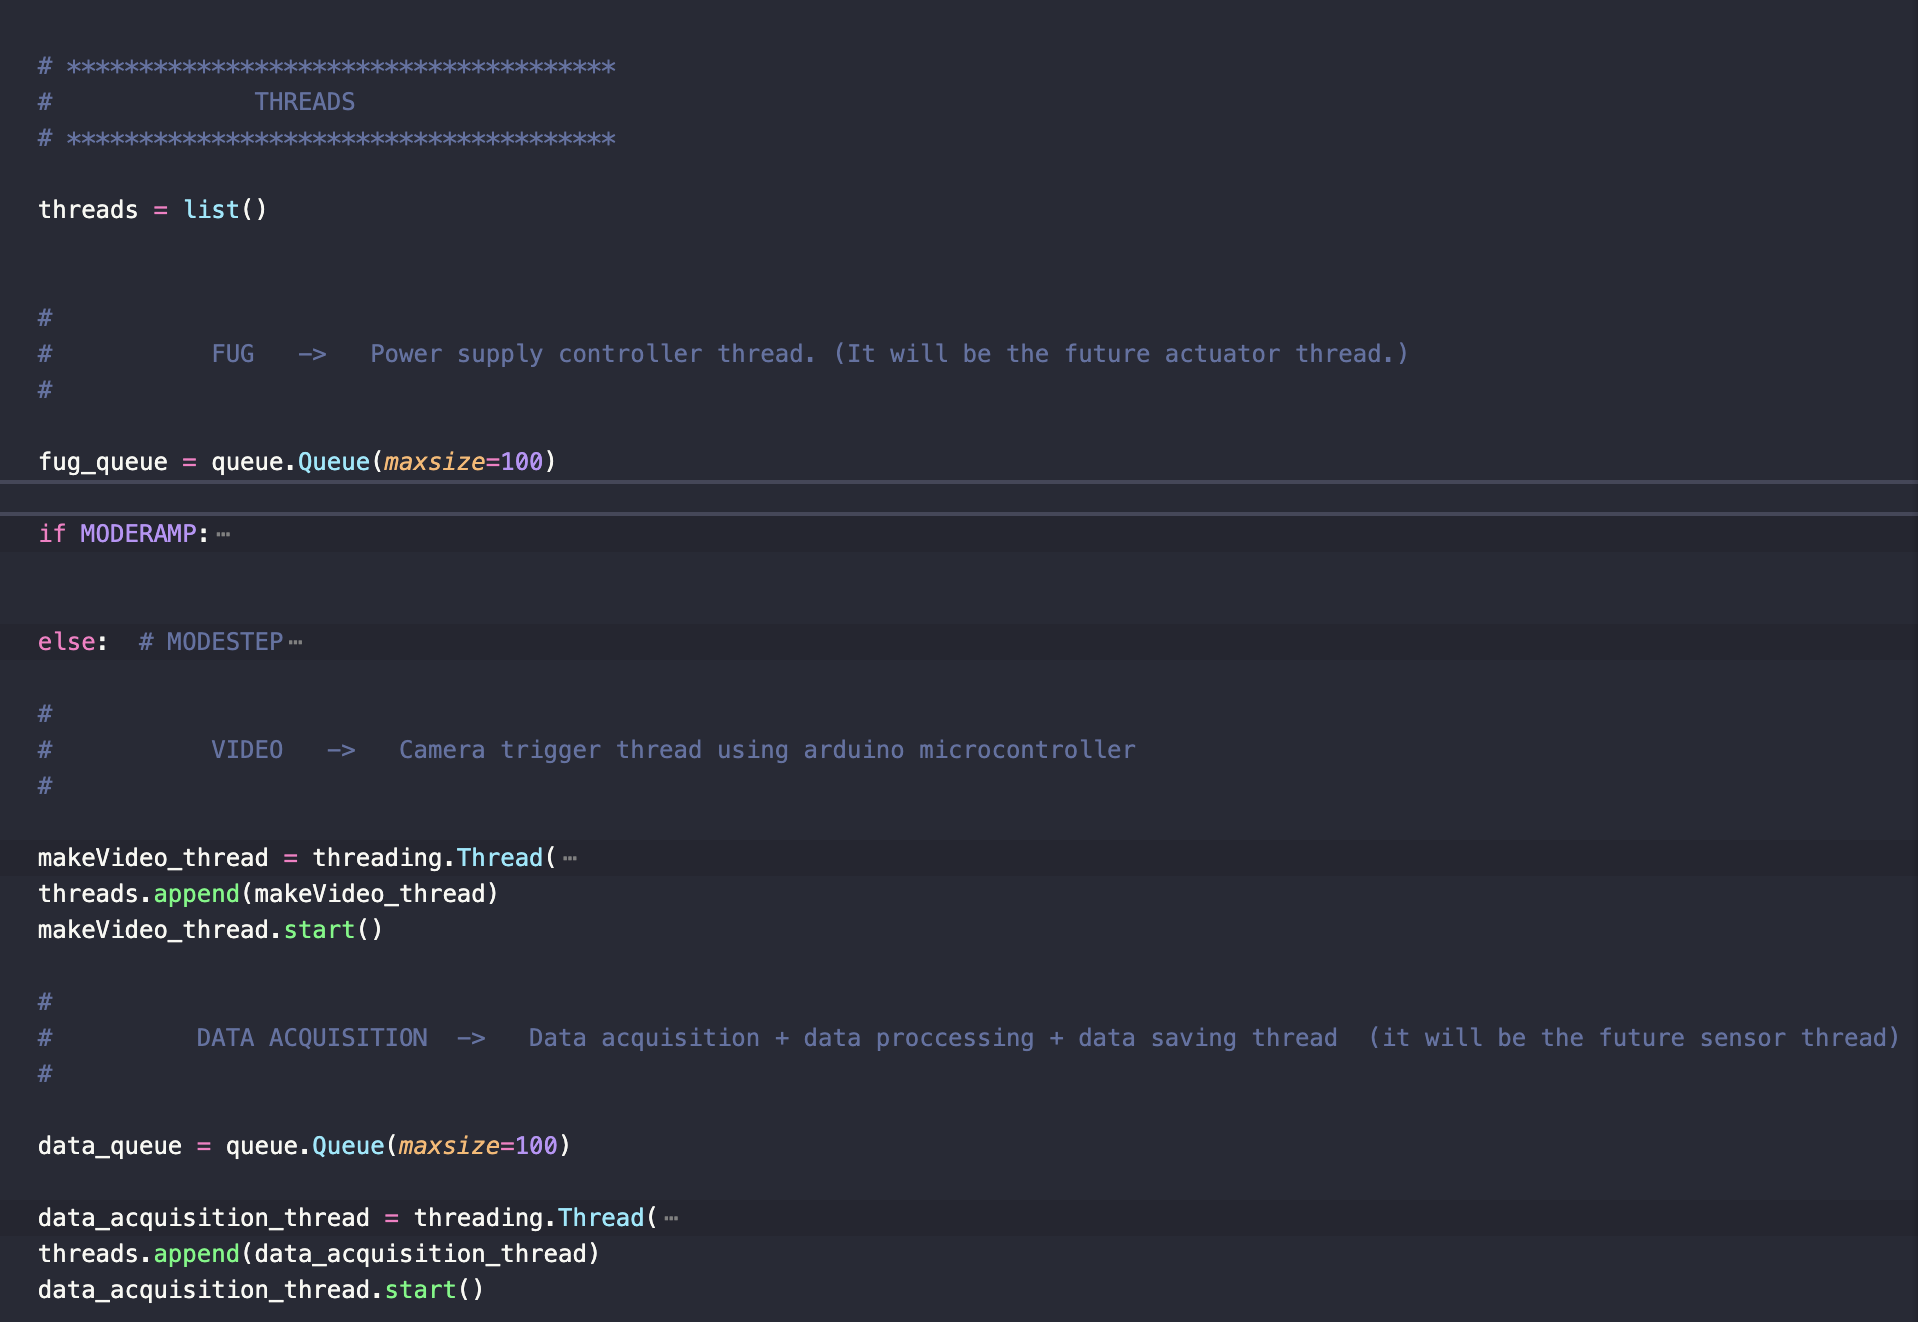 # **************************************
#              THREADS
# **************************************
threads = list()
#
#           FUG   ->   Power supply controller thread. (It will be the future actuator thread.)
#
fug_queue = queue.Queue(maxsize=100)
if MODERAMP:…
else:  # MODESTEP…
#
#           VIDEO   ->   Camera trigger thread using arduino microcontroller
#
makeVideo_thread = threading.Thread(…
threads.append(makeVideo_thread)
makeVideo_thread.start()
#
#          DATA ACQUISITION  ->   Data acquisition + data proccessing + data saving thread  (it will be the future sensor thread)
#
data_queue = queue.Queue(maxsize=100)
data_acquisition_thread = threading.Thread(…
threads.append(data_acquisition_thread)
data_acquisition_thread.start()